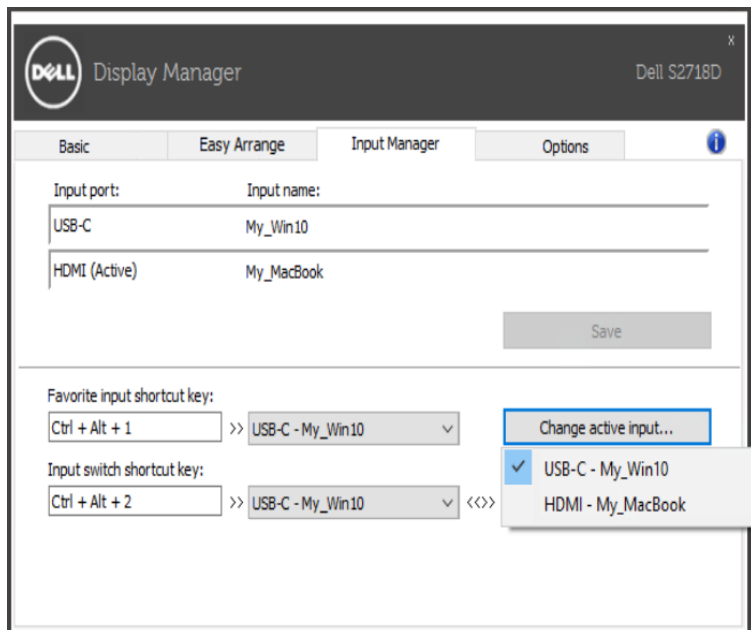 DELL Display Manager
x
Dell S2718D
Basic Easy Arrange Input Manager Options i
Input port: Input name:
USB-C My_Win10
HDMI (Active) My_MacBook
Save
Favorite input shortcut key:
Ctrl + Alt + 1 >> USB-C - My_Win10 Change active input...
Input switch shortcut key:
✓ USB-C - My_Win10
Ctrl + Alt + 2 >> USB-C - My_Win10 <<>>
HDMI - My_MacBook